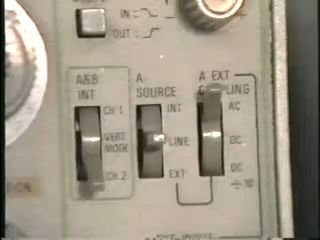 IN:
OUT:
A&B
INT
A
SOURCE
A EXT
COUPLING
CH 1
INT
AC
VERT
MODE
LINE
DC
CH 2
EXT
DC
÷10